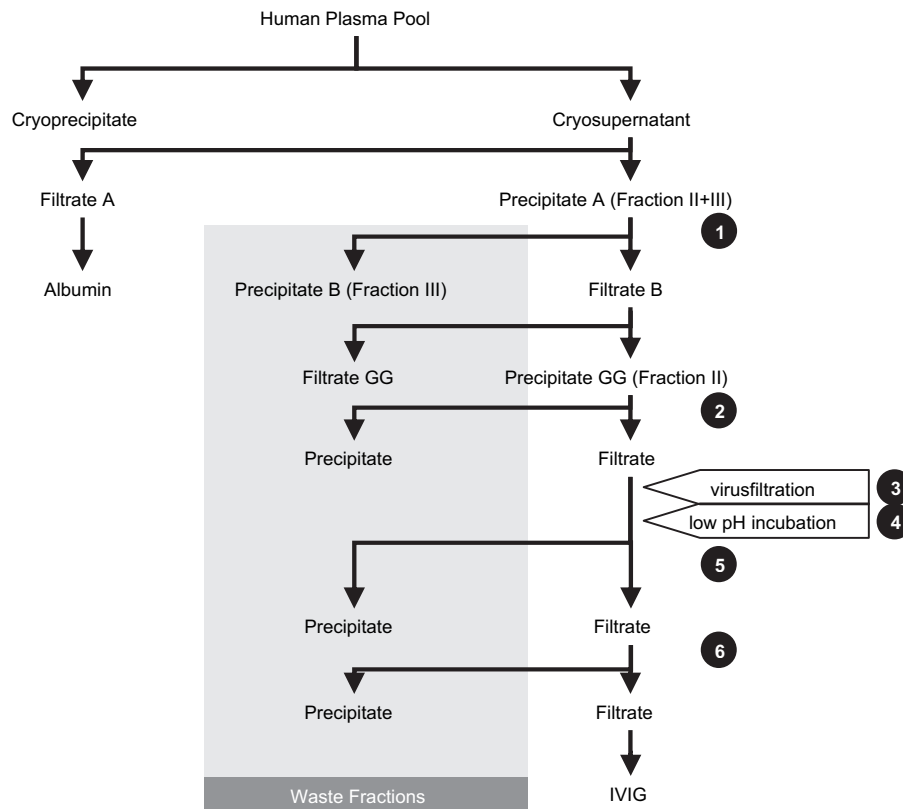 Human Plasma Pool
Cryoprecipitate
Cryosupernatant
Filtrate A
Precipitate A (Fraction II+III)
1
Albumin
Precipitate B (Fraction III)
Filtrate B
Filtrate GG
Precipitate GG (Fraction II)
2
Precipitate
Filtrate
virusfiltration
3
low pH incubation
4
5
Precipitate
Filtrate
6
Precipitate
Filtrate
Waste Fractions
IVIG